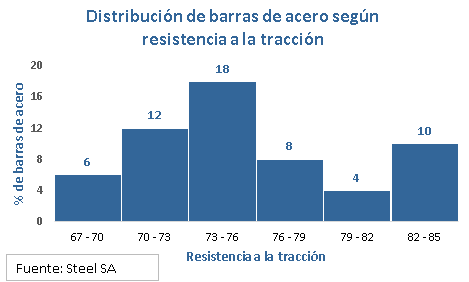 Distribución de barras de acero según
resistencia a la tracción
% de barras de acero
20
16
12
8
4
0
6
12
18
8
4
10
67 - 70
70 - 73
73 - 76
76 - 79
79 - 82
82 - 85
Resistencia a la tracción
Fuente: Steel SA